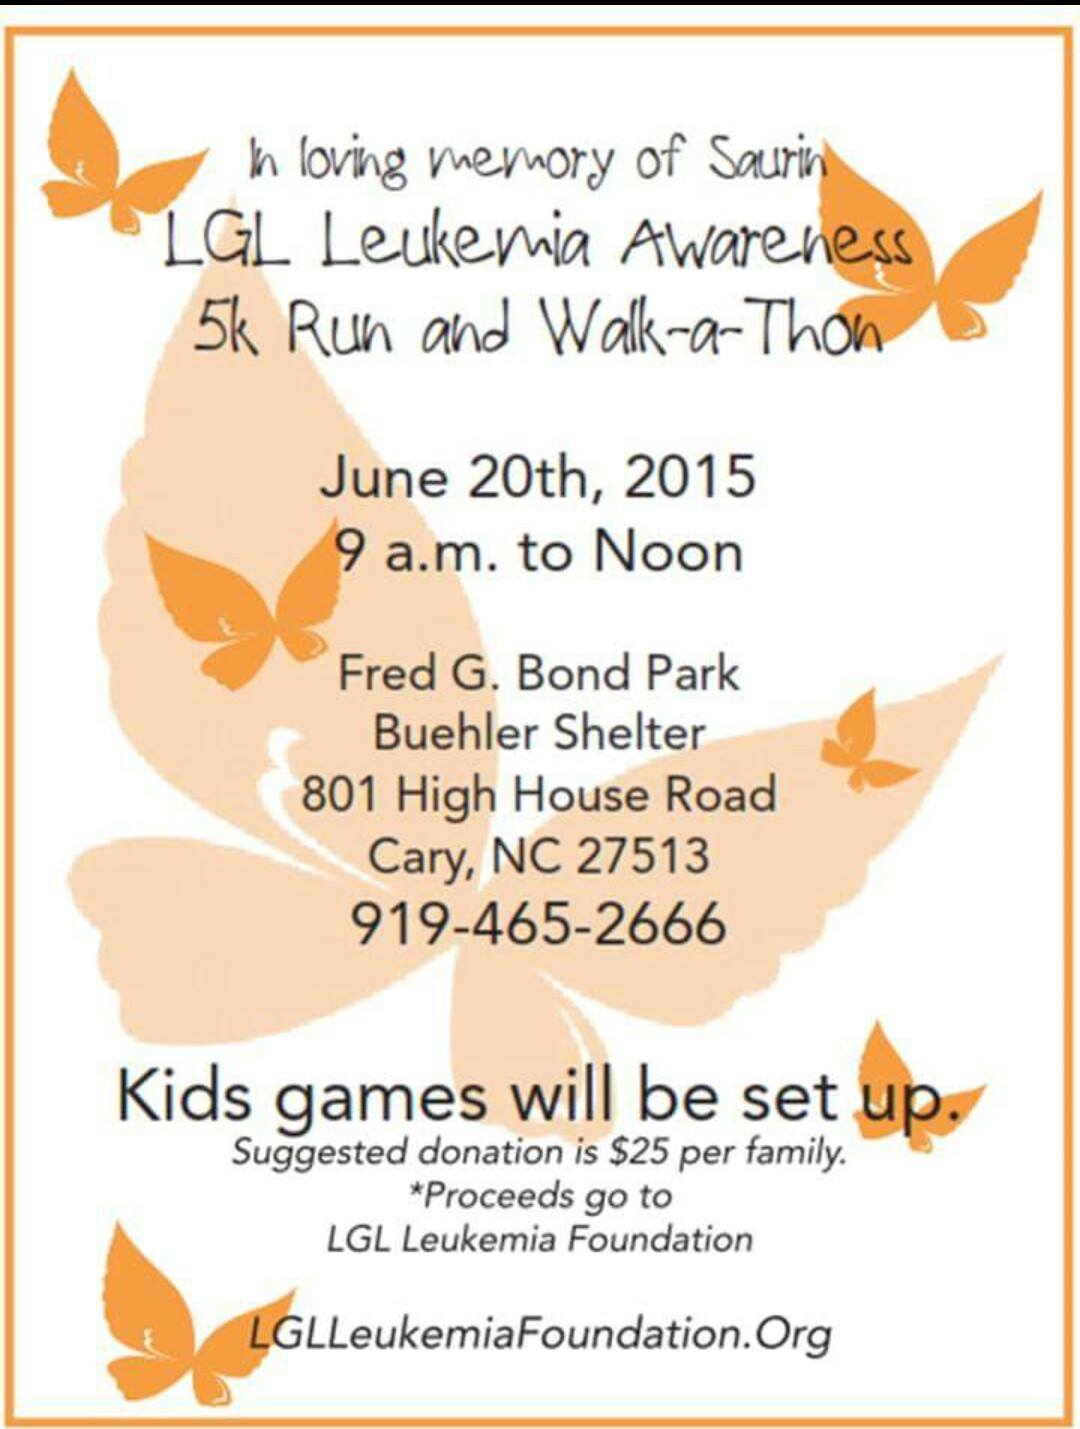 In loving memory of Saurin
LGL Leukemia Awareness
5k Run and Walk-a-Thon
June 20th, 2015
9 a.m. to Noon
Fred G. Bond Park
Buehler Shelter
801 High House Road
Cary, NC 27513
919-465-2666
Kids games will be set up.
Suggested donation is $25 per family.
*Proceeds go to
LGL Leukemia Foundation
LGLLeukemiaFoundation.Org